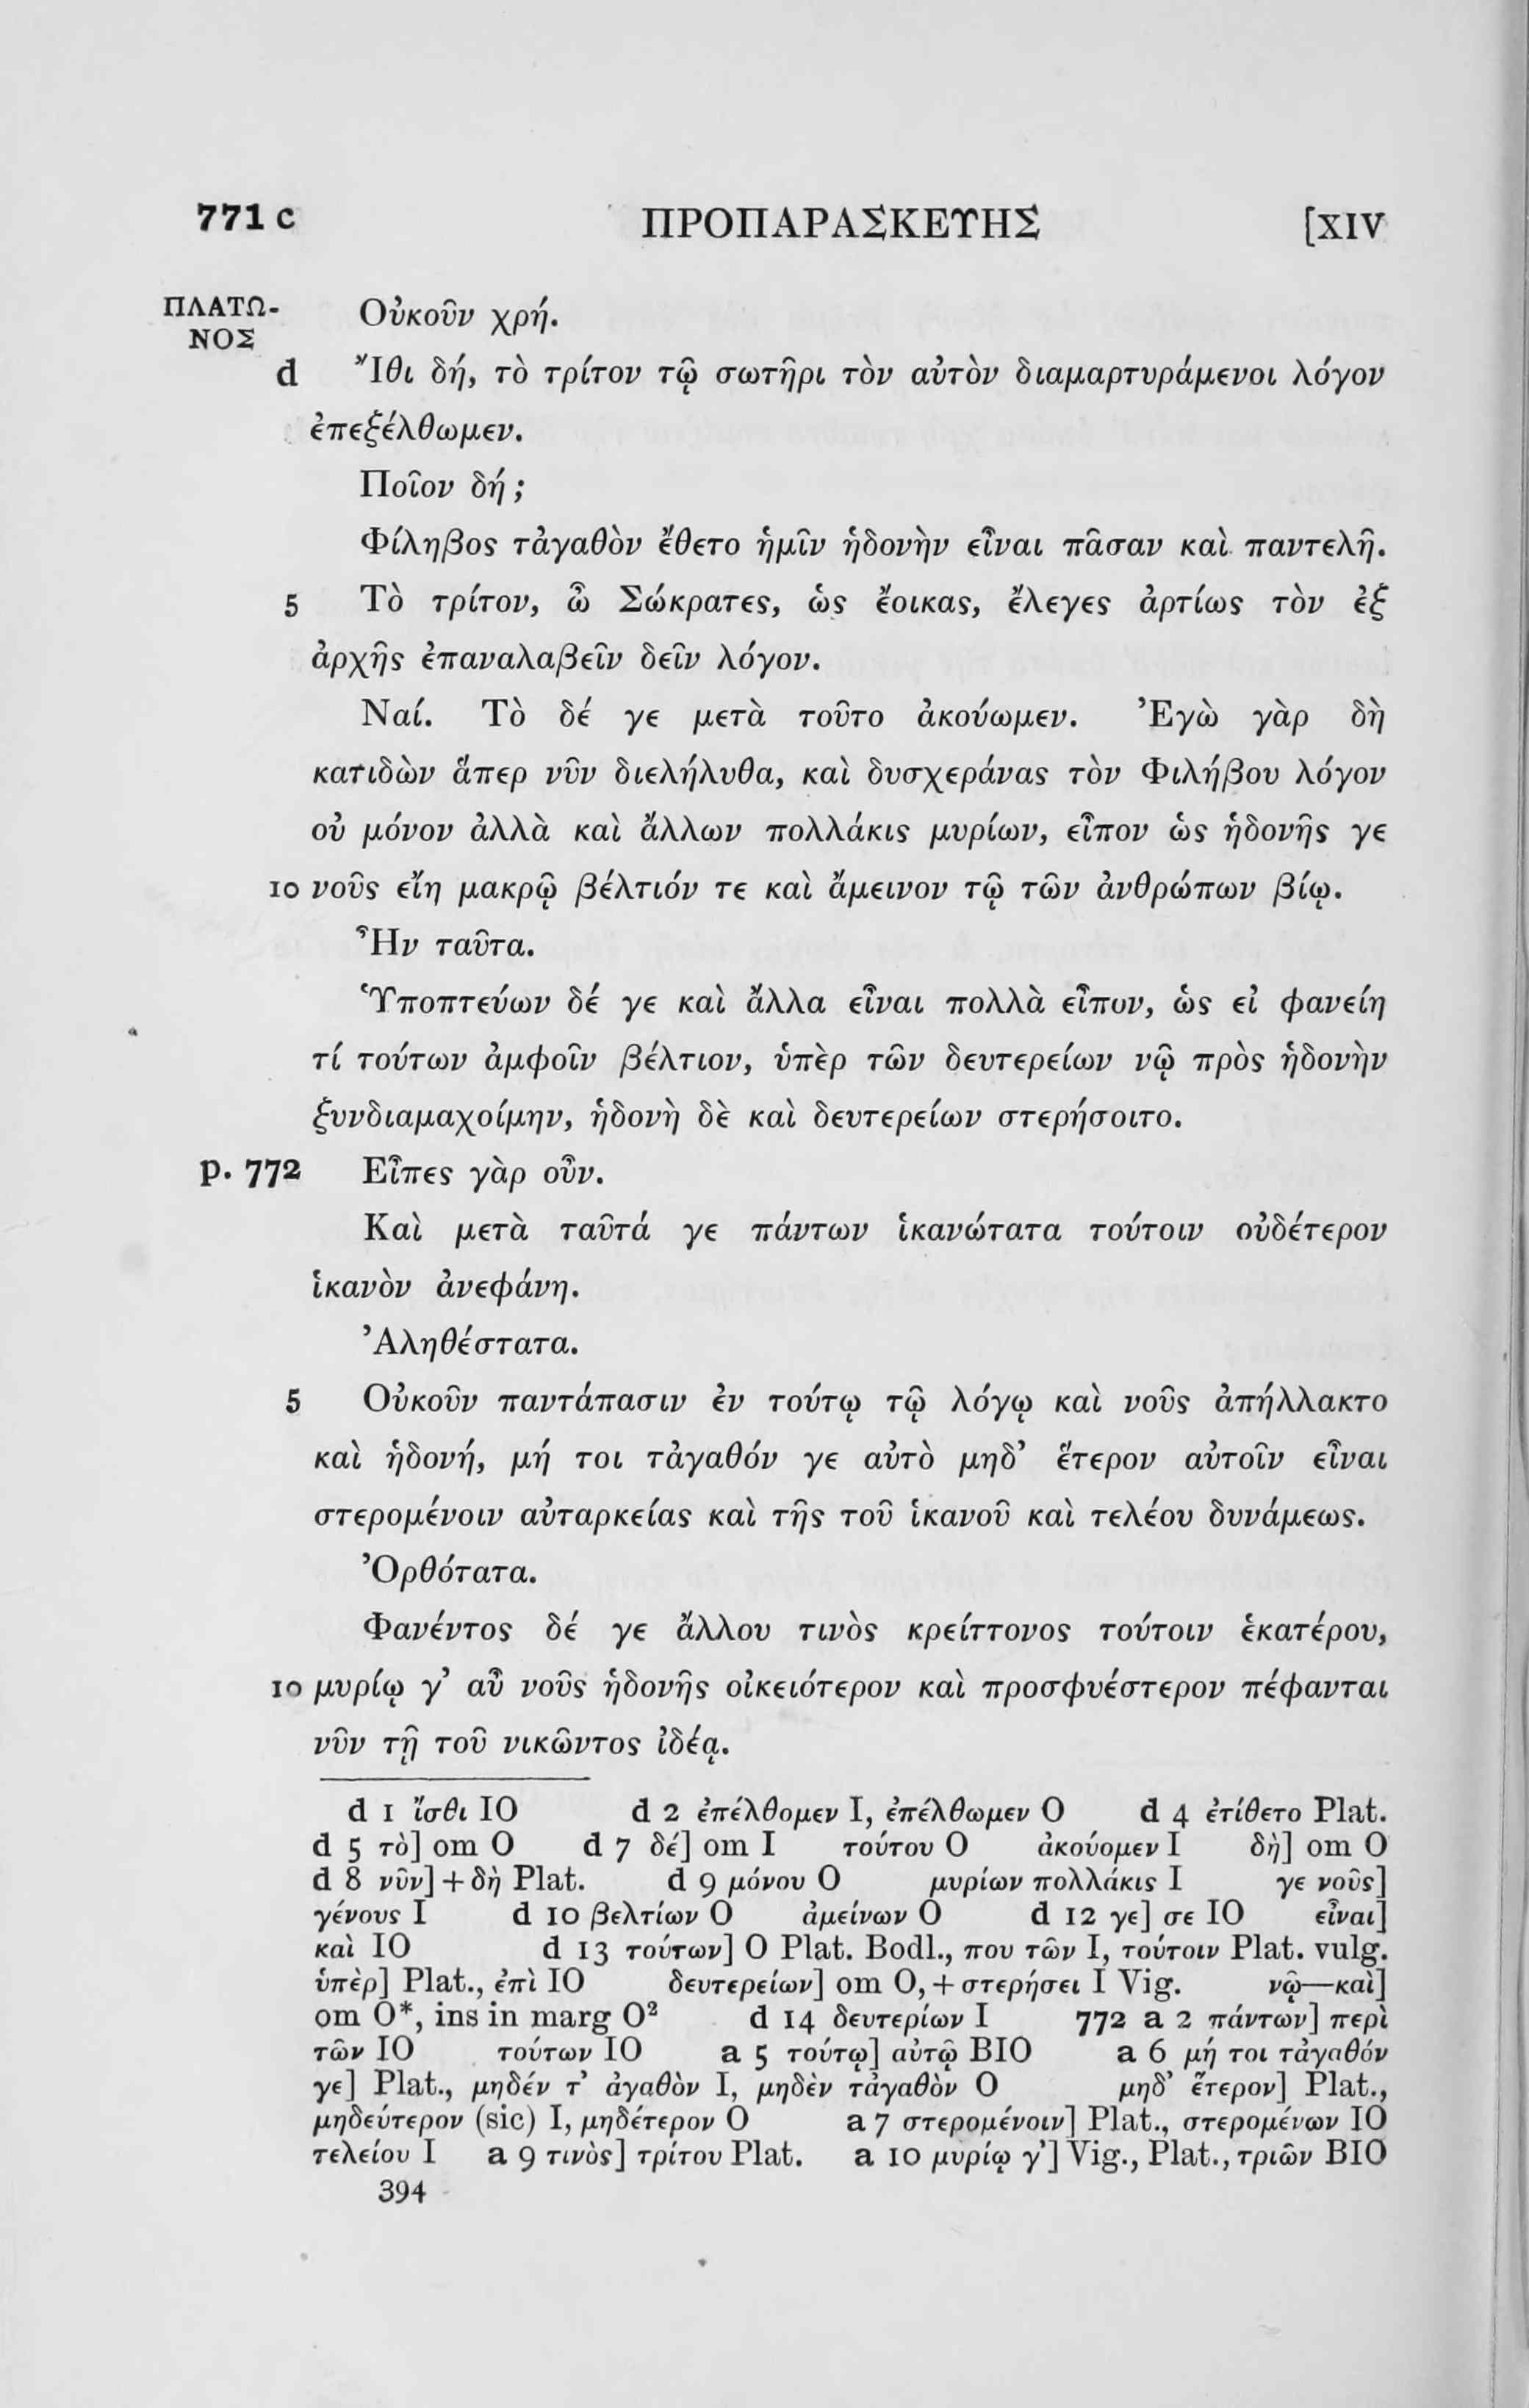 771 c ΠΡΟΠΑΡΑΣΚΕΥΗΣ [XIV
ΠΛΑΤΩ- Οὐκοῦν χρή.
ΝΟΣ
d Ἴθι δή, τὸ τρίτον τῷ σωτῆρι τὸν αὐτὸν διαμαρτυράμενοι λόγον
ἐπεξέλθωμεν.
Ποῖον δή;
Φίληβος τἀγαθὸν ἔθετο ἡμῖν ἡδονὴν εἶναι πᾶσαν καὶ παντελῆ.
5 Τὸ τρίτον, ὦ Σώκρατες, ὡς ἔοικας, ἔλεγες ἀρτίως τὸν ἐξ
ἀρχῆς ἐπαναλαβεῖν δεῖν λόγον.
Ναί. Τὸ δέ γε μετὰ τοῦτο ἀκούωμεν. Ἐγὼ γὰρ δὴ
κατιδὼν ἅπερ νῦν διελήλυθα, καὶ δυσχεράνας τὸν Φιλήβου λόγον
οὐ μόνον ἀλλὰ καὶ ἄλλων πολλάκις μυρίων, εἶπον ὡς ἡδονῆς γε
10 νοῦς εἴη μακρῷ βέλτιόν τε καὶ ἄμεινον τῷ τῶν ἀνθρώπων βίῳ.
Ἦν ταῦτα.
Ὑποπτεύων δέ γε καὶ ἄλλα εἶναι πολλὰ εἶπον, ὡς εἰ φανείη
τί τούτων ἀμφοῖν βέλτιον, ὑπὲρ τῶν δευτερείων νῷ πρὸς ἡδονὴν
ξυνδιαμαχοίμην, ἡδονὴ δὲ καὶ δευτερείων στερήσοιτο.
p. 772 Εἶπες γὰρ οὖν.
Καὶ μετὰ ταῦτά γε πάντων ἱκανώτατα τούτοιν οὐδέτερον
ἱκανὸν ἀνεφάνη.
Ἀληθέστατα.
5 Οὐκοῦν παντάπασιν ἐν τούτῳ τῷ λόγῳ καὶ νοῦς ἀπήλλακτο
καὶ ἡδονή, μή τοι τἀγαθόν γε αὐτὸ μηδ’ ἕτερον αὐτοῖν εἶναι
στερομένοιν αὐταρκείας καὶ τῆς τοῦ ἱκανοῦ καὶ τελέου δυνάμεως.
Ὀρθότατα.
Φανέντος δέ γε ἄλλου τινὸς κρείττονος τούτοιν ἑκατέρου,
10 μυρίῳ γ’ αὖ νοῦς ἡδονῆς οἰκειότερον καὶ προσφυέστερον πέφανται
νῦν τῇ τοῦ νικῶντος ἰδέᾳ.
d 1 ἴσθι IO d 2 ἐπέλθομεν I, ἐπέλθωμεν O d 4 ἐτίθετο Plat.
d 5 τὸ] om O d 7 δέ] om I τούτου O ἀκούομεν I δὴ] om O
d 8 νῦν] + δὴ Plat. d 9 μόνου O μυρίων πολλάκις I γε νοῦς]
γένους I d 10 βελτίων O ἀμείνων O d 12 γε] σε IO εἶναι]
καὶ IO d 13 τούτων] O Plat. Bodl., που τῶν I, τούτοιν Plat. vulg.
ὑπὲρ] Plat., ἐπὶ IO δευτερείων] om O, + στερήσει I Vig. νῷ—καὶ]
om O*, ins in marg O² d 14 δευτερίων I 772 a 2 πάντων] περὶ
τῶν IO τούτων IO a 5 τούτῳ] αὐτῷ BIO a 6 μή τοι τἀγαθόν
γε] Plat., μηδέν τ’ ἀγαθὸν I, μηδὲν τἀγαθὸν O μηδ’ ἕτερον] Plat.,
μηδεύτερον (sic) I, μηδέτερον O a 7 στερομένοιν] Plat., στερομένων IO
τελείου I a 9 τινὸς] τρίτου Plat. a 10 μυρίῳ γ’] Vig., Plat., τριῶν BIO
394